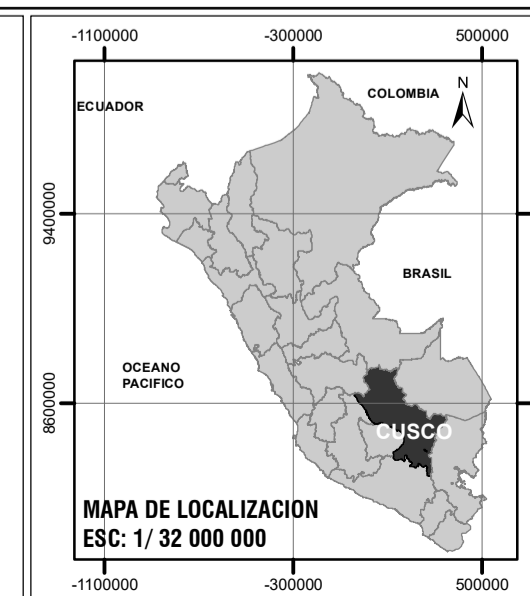 -1100000 -300000 500000
ECUADOR
COLOMBIA
N
9400000
BRASIL
OCEANO
PACIFICO
8600000
CUSCO
MAPA DE LOCALIZACION
ESC: 1/ 32 000 000
-1100000 -300000 500000